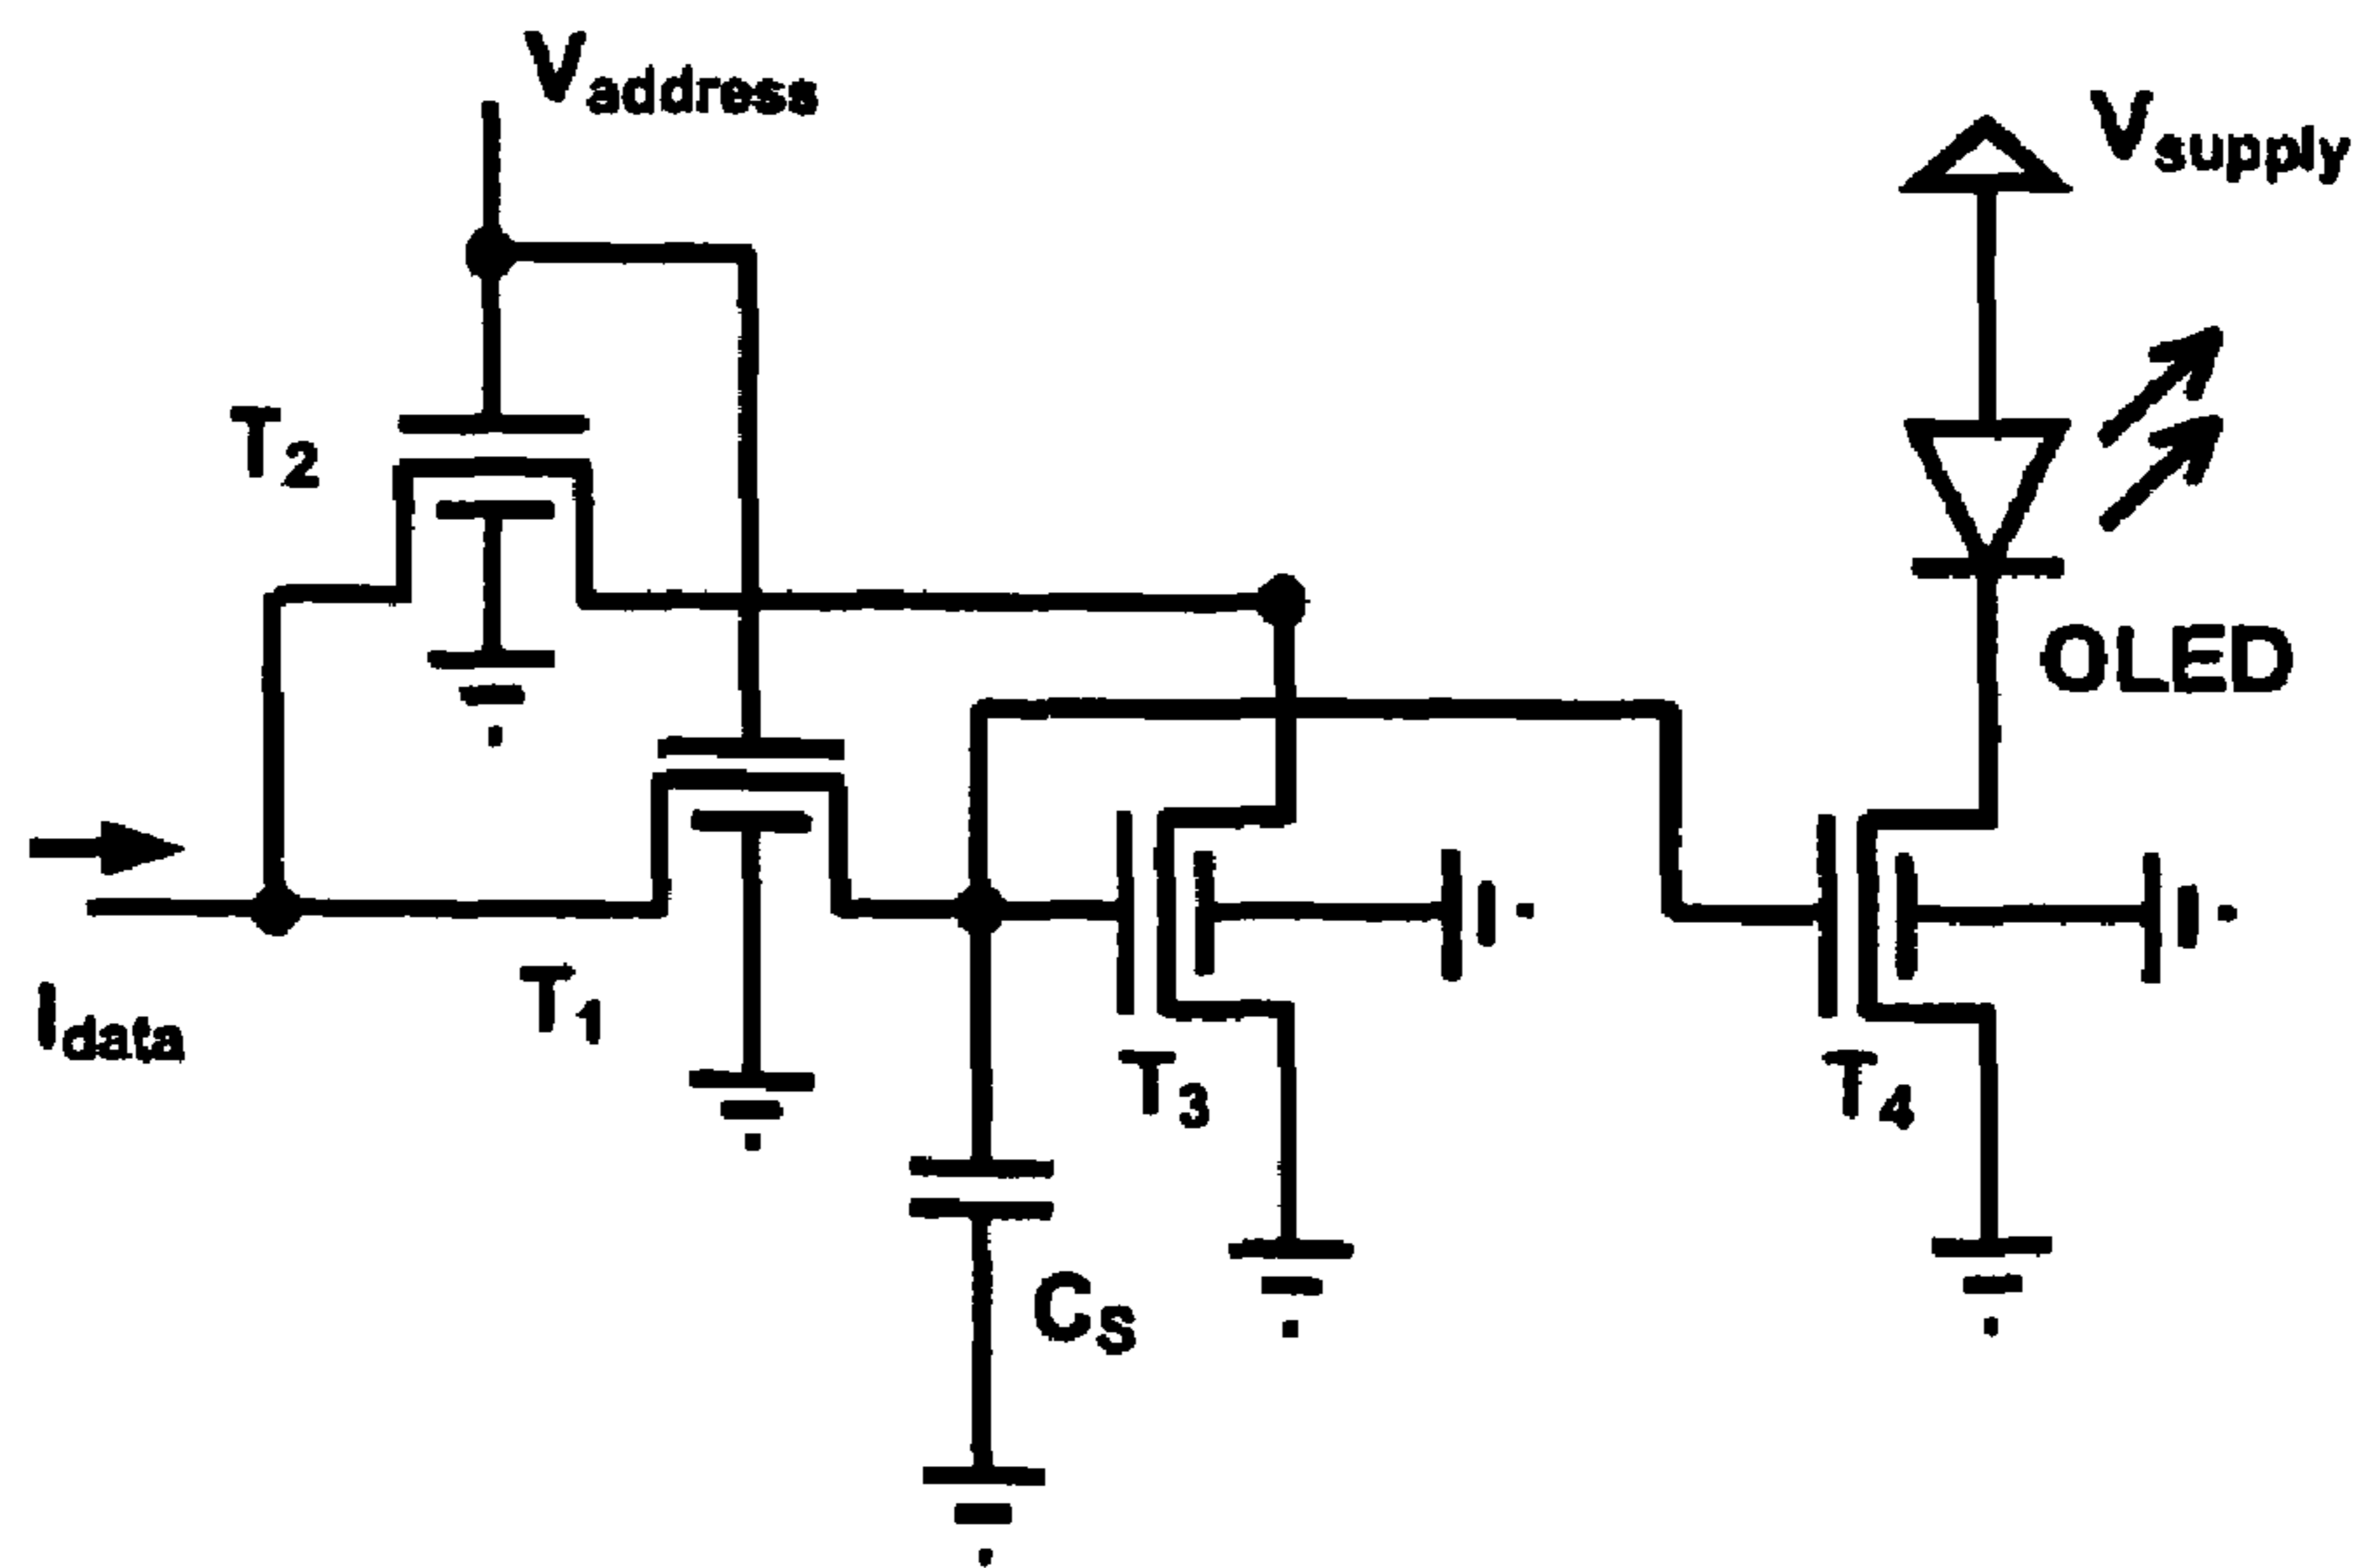 Vaddress
Vsupply
T2
OLED
Idata
T1
T3
T4
CS